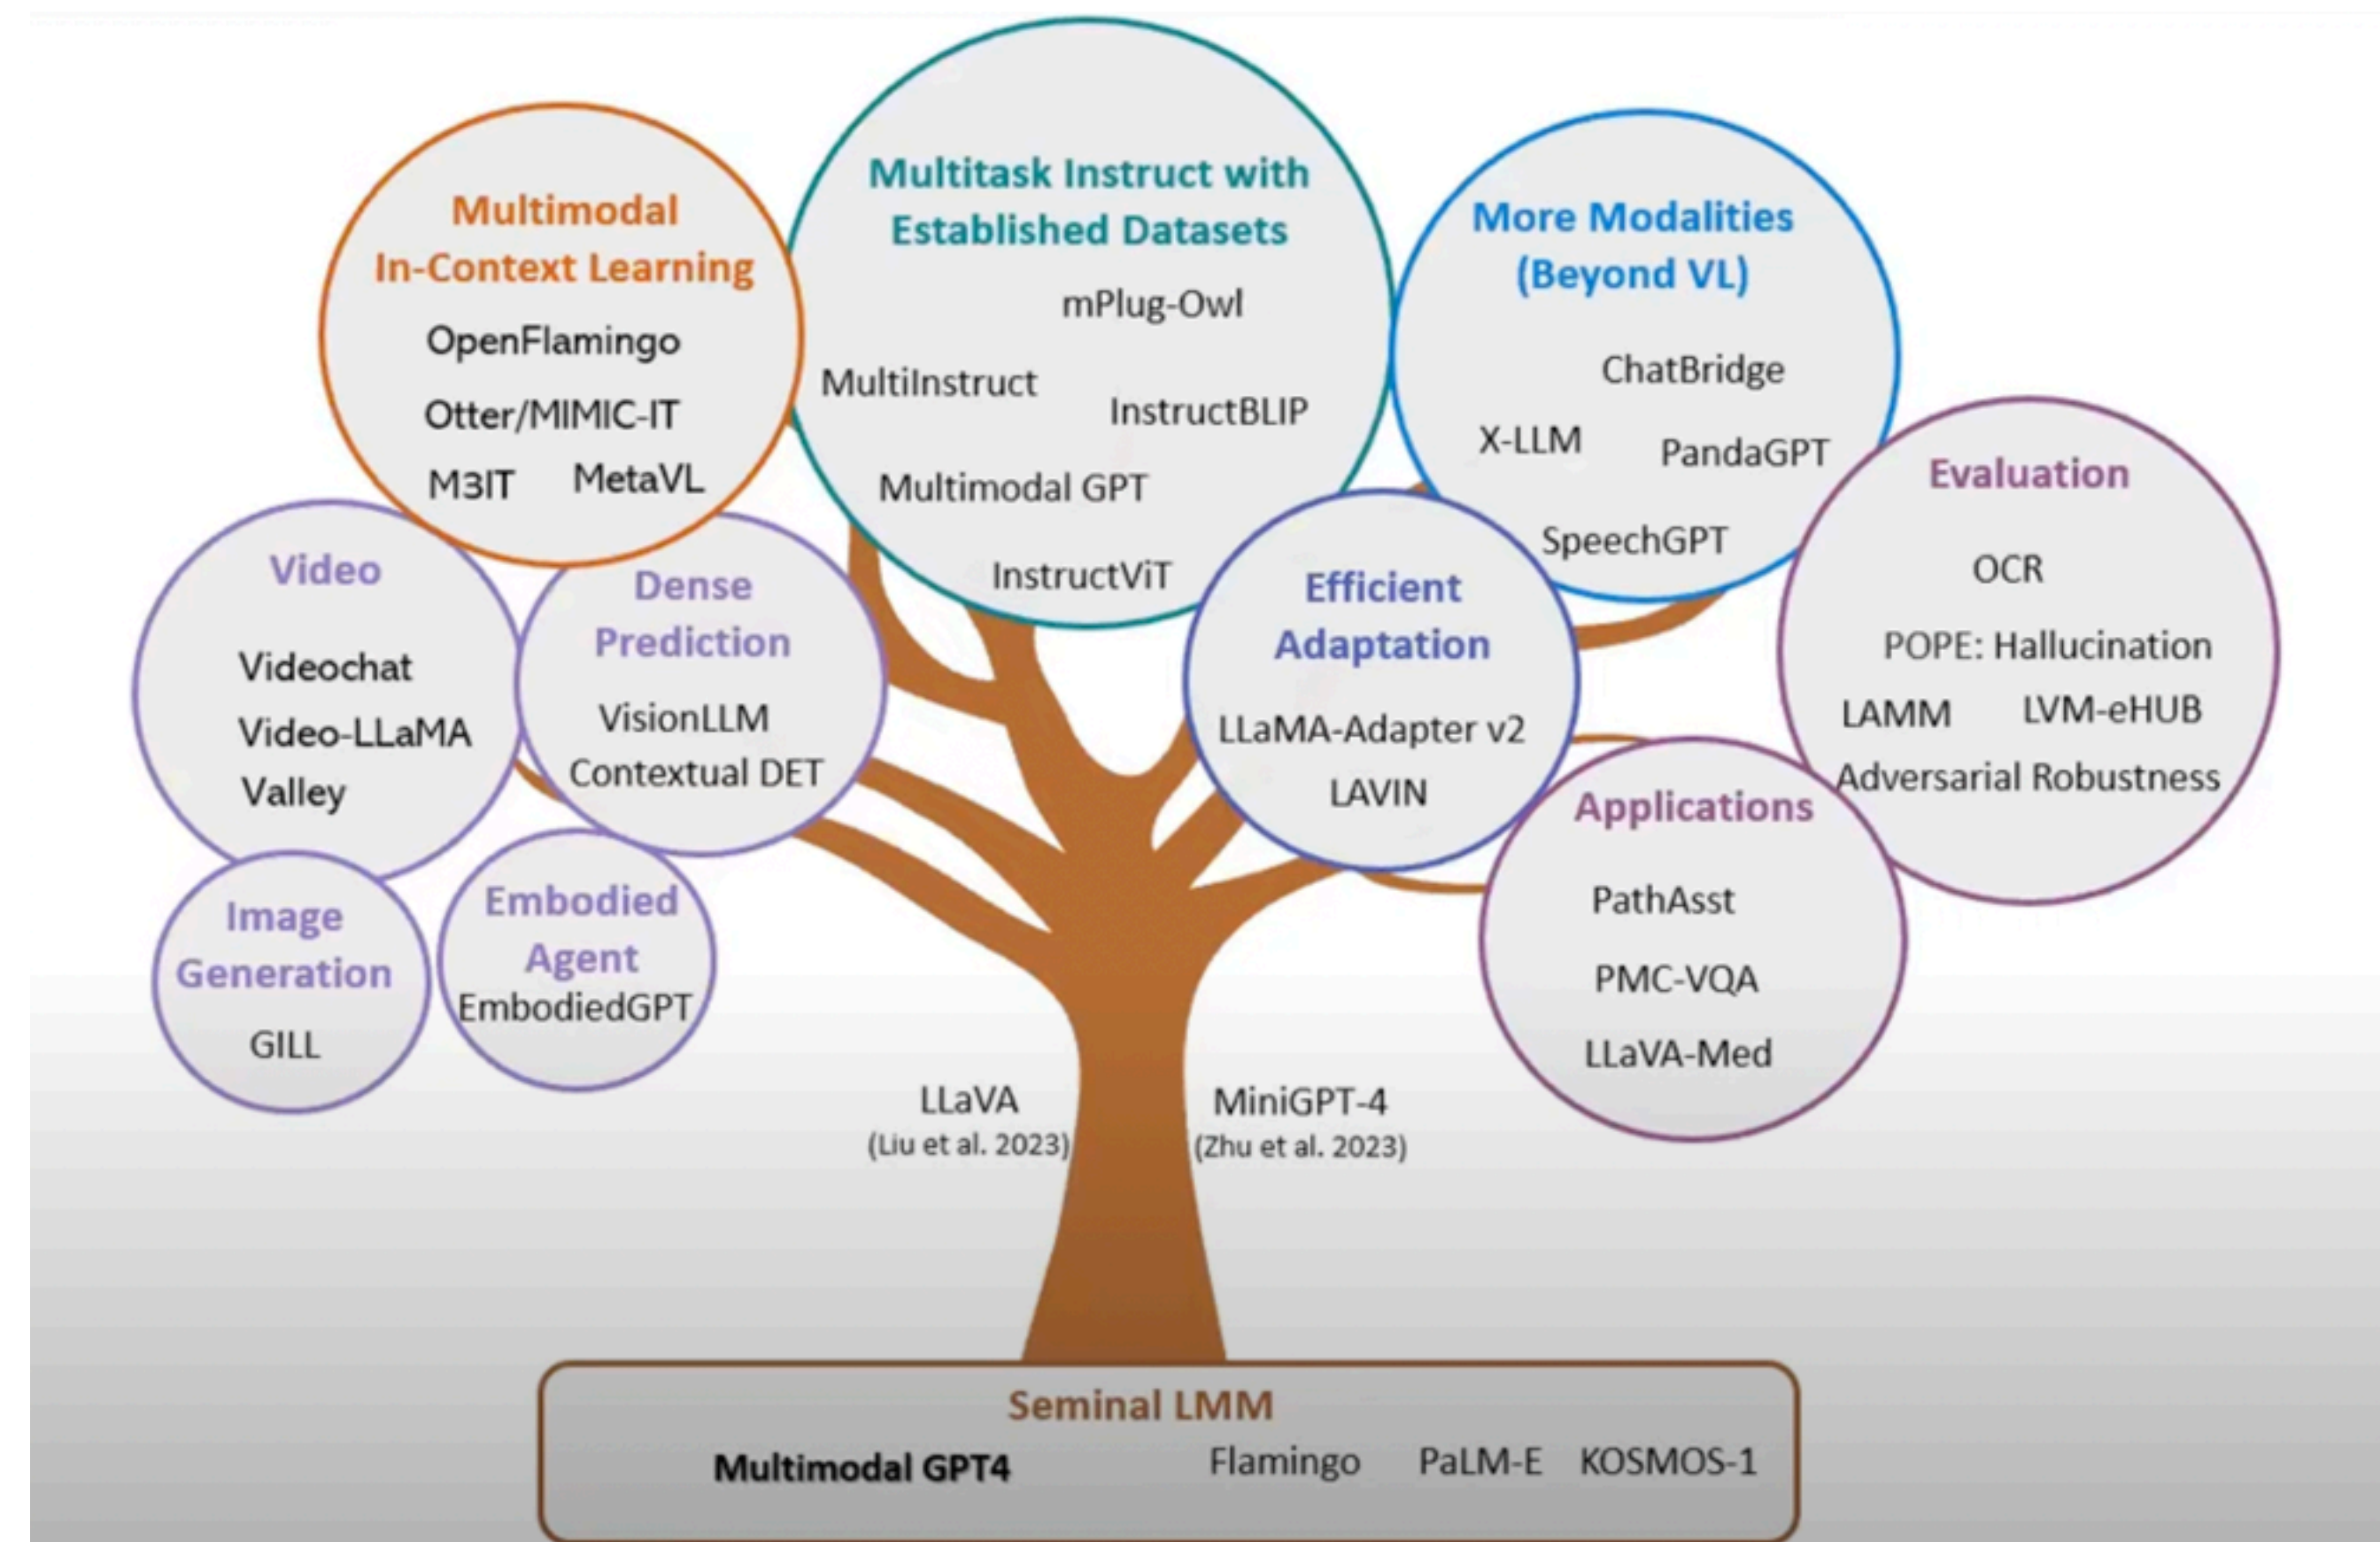 Multitask Instruct with
Established Datasets
mPlug-Owl
MultiInstruct
InstructBLIP
Multimodal GPT
InstructViT
Multimodal
In-Context Learning
OpenFlamingo
Otter/MIMIC-IT
M3IT MetaVL
More Modalities
(Beyond VL)
ChatBridge
X-LLM
PandaGPT
SpeechGPT
Evaluation
OCR
POPE: Hallucination
LAMM LVM-eHUB
Adversarial Robustness
Video
Videochat
Video-LLaMA
Valley
Dense
Prediction
VisionLLM
Contextual DET
Efficient
Adaptation
LLaMA-Adapter v2
LAVIN
Applications
PathAsst
PMC-VQA
LLaVA-Med
Image
Generation
GILL
Embodied
Agent
EmbodiedGPT
LLaVA
(Liu et al. 2023)
MiniGPT-4
(Zhu et al. 2023)
Seminal LMM
Multimodal GPT4 Flamingo PaLM-E KOSMOS-1